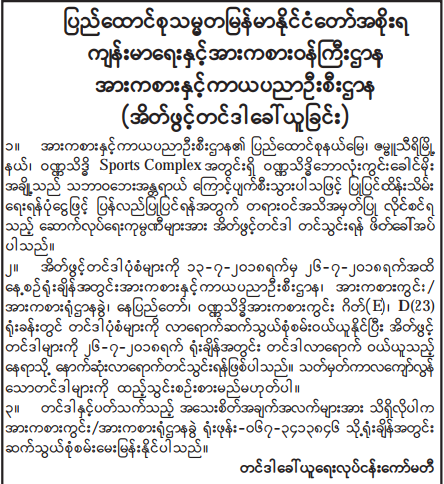 ပြည်ထောင်စုသမ္မတမြန်မာနိုင်ငံတော်အစိုးရ
ကျန်းမာရေးနှင့်အားကစားဝန်ကြီးဌာန
အားကစားနှင့်ကာယပညာဦးစီးဌာန
(အိတ်ဖွင့်တင်ဒါခေါ်ယူခြင်း)
၁။ အားကစားနှင့်ကာယပညာဦးစီးဌာန၏ ပြည်ထောင်စုနယ်မြေ၊ ဇမ္ဗူသီရိမြို့
နယ်၊ ဝဏ္ဏသိဒ္ဓိ Sports Complex အတွင်းရှိ ဝဏ္ဏသိဒ္ဓိဘောလုံးကွင်းခေါင်မိုး
အချို့သည် သဘာဝဘေးအန္တရာယ် ကြောင့်ပျက်စီးသွားပါသဖြင့် ပြုပြင်ထိန်းသိမ်း
ရေးရန်ပုံငွေဖြင့် ပြန်လည်ပြုပြင်ရန်အတွက် တရားဝင်အသိအမှတ်ပြု လိုင်စင်ရ
သည့် ဆောက်လုပ်ရေးကုမ္ပဏီများအား အိတ်ဖွင့်တင်ဒါ တင်သွင်းရန် ဖိတ်ခေါ်အပ်
ပါသည်။
၂။ အိတ်ဖွင့်တင်ဒါပုံစံများကို ၁၃-၇-၂၀၁၈ရက်မှ ၂၆-၇-၂၀၁၈ရက်အထိ
နေ့စဉ်ရုံးချိန်အတွင်းအားကစားနှင့်ကာယပညာဦးစီးဌာန၊ အားကစားကွင်း/
အားကစားရုံဌာနခွဲ၊ နေပြည်တော်၊ ဝဏ္ဏသိဒ္ဓိအားကစားကွင်း ဂိတ်(E)၊ D(23)
ရုံးခန်းတွင် တင်ဒါပုံစံများကို လာရောက်ဆက်သွယ်စုံစမ်းဝယ်ယူနိုင်ပြီး အိတ်ဖွင့်
တင်ဒါများကို ၂၆-၇-၂၀၁၈ရက် ရုံးချိန်အတွင်း တင်ဒါလာရောက် ဝယ်ယူသည့်
နေရာသို့ နောက်ဆုံးလာရောက်တင်သွင်းရန်ဖြစ်ပါသည်။ သတ်မှတ်ကာလကျော်လွန်
သောတင်ဒါများကို ထည့်သွင်းစဉ်းစားမည်မဟုတ်ပါ။
၃။ တင်ဒါနှင့်ပတ်သက်သည့် အသေးစိတ်အချက်အလက်များအား သိရှိလိုပါက
အားကစားကွင်း/အားကစားရုံဌာနခွဲ ရုံးဖုန်း-၀၆၇-၃၄၁၃၈၄၆ သို့ရုံးချိန်အတွင်း
ဆက်သွယ်စုံစမ်းမေးမြန်းနိုင်ပါသည်။
တင်ဒါခေါ်ယူရေးလုပ်ငန်းကော်မတီ